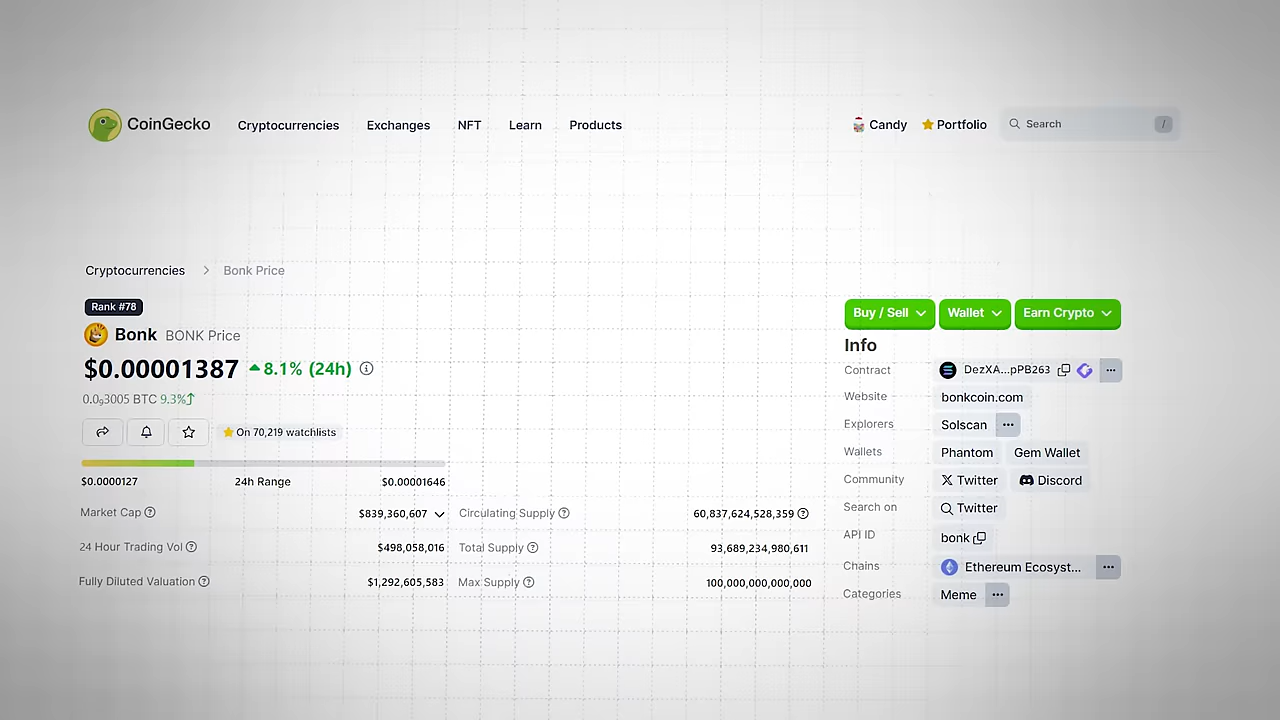 CoinGecko Cryptocurrencies Exchanges NFT Learn Products Candy Portfolio Search /
Cryptocurrencies > Bonk Price
Rank #78
Bonk BONK Price
$0.00001387 8.1% (24h)
0.0₉3005 BTC 9.3%
On 70,219 watchlists
$0.0000127 24h Range $0.00001646
Market Cap $839,360,607
24 Hour Trading Vol $498,058,016
Fully Diluted Valuation $1,292,605,583
Circulating Supply 60,837,624,528,359
Total Supply 93,689,234,980,611
Max Supply 100,000,000,000,000
Buy / Sell Wallet Earn Crypto
Info
Contract DezXA...pPB263
Website bonkcoin.com
Explorers Solscan
Wallets Phantom Gem Wallet
Community Twitter Discord
Search on Twitter
API ID bonk
Chains Ethereum Ecosyst...
Categories Meme